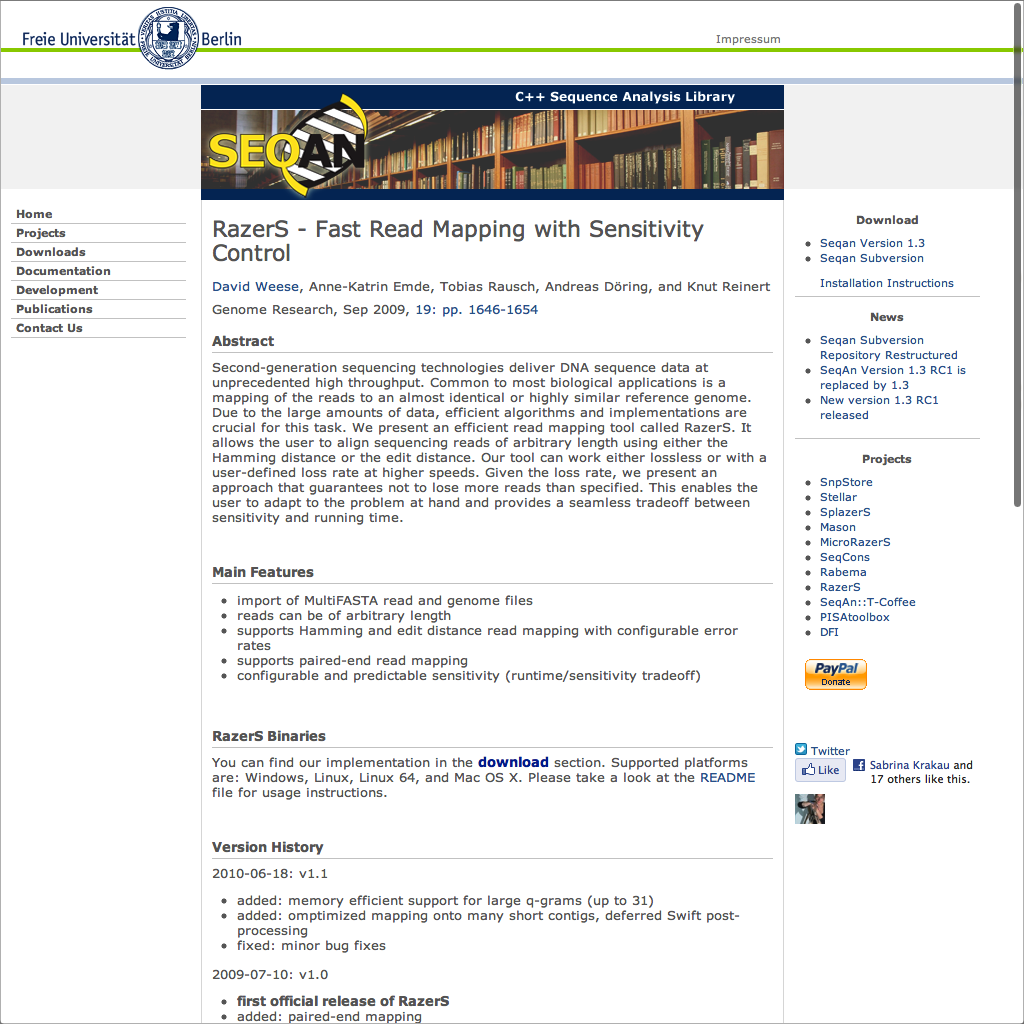 Freie Universität Berlin
Impressum
C++ Sequence Analysis Library
SEQAN
Home
Projects
Downloads
Documentation
Development
Publications
Contact Us
RazerS - Fast Read Mapping with Sensitivity
Control
David Weese, Anne-Katrin Emde, Tobias Rausch, Andreas Döring, and Knut Reinert
Genome Research, Sep 2009, 19: pp. 1646-1654
Abstract
Second-generation sequencing technologies deliver DNA sequence data at
unprecedented high throughput. Common to most biological applications is a
mapping of the reads to an almost identical or highly similar reference genome.
Due to the large amounts of data, efficient algorithms and implementations are
crucial for this task. We present an efficient read mapping tool called RazerS. It
allows the user to align sequencing reads of arbitrary length using either the
Hamming distance or the edit distance. Our tool can work either lossless or with a
user-defined loss rate at higher speeds. Given the loss rate, we present an
approach that guarantees not to lose more reads than specified. This enables the
user to adapt to the problem at hand and provides a seamless tradeoff between
sensitivity and running time.
Main Features
import of MultiFASTA read and genome files
reads can be of arbitrary length
supports Hamming and edit distance read mapping with configurable error
rates
supports paired-end read mapping
configurable and predictable sensitivity (runtime/sensitivity tradeoff)
RazerS Binaries
You can find our implementation in the download section. Supported platforms
are: Windows, Linux, Linux 64, and Mac OS X. Please take a look at the README
file for usage instructions.
Version History
2010-06-18: v1.1
added: memory efficient support for large q-grams (up to 31)
added: omptimized mapping onto many short contigs, deferred Swift post-
processing
fixed: minor bug fixes
2009-07-10: v1.0
first official release of RazerS
added: paired-end mapping
Download
Seqan Version 1.3
Seqan Subversion
Installation Instructions
News
Seqan Subversion
Repository Restructured
SeqAn Version 1.3 RC1 is
replaced by 1.3
New version 1.3 RC1
released
Projects
SnpStore
Stellar
SplazerS
Mason
MicroRazerS
SeqCons
Rabema
RazerS
SeqAn::T-Coffee
PISAtoolbox
DFI
PayPal
Donate
Twitter
Like
Sabrina Krakau and
17 others like this.